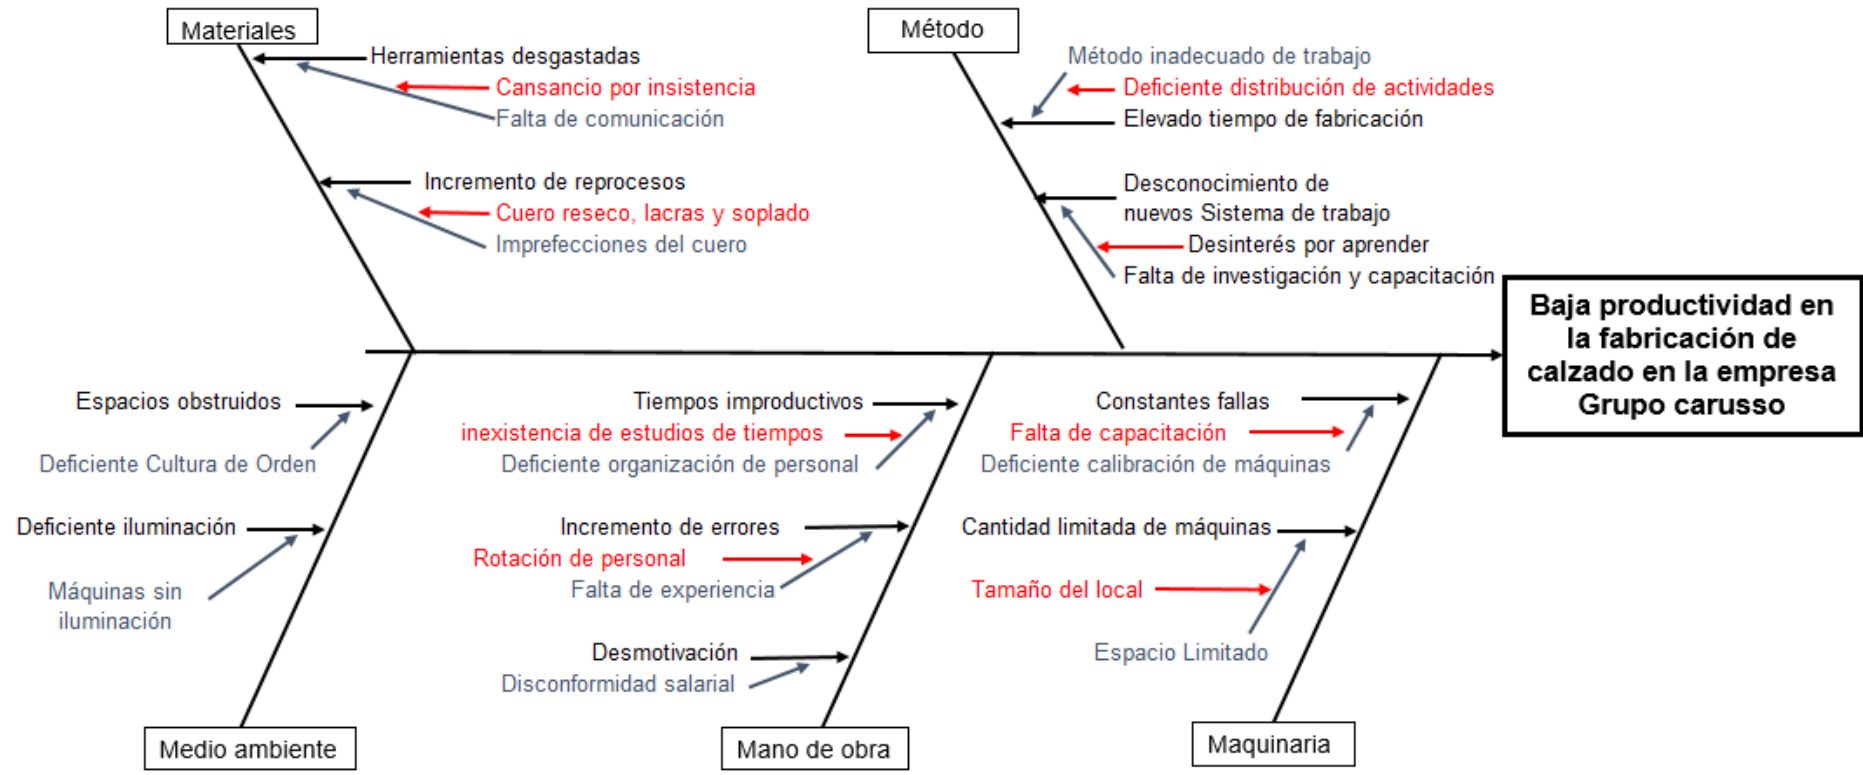 Materiales
Herramientas desgastadas
Cansancio por insistencia
Falta de comunicación
Incremento de reprocesos
Cuero reseco, lacras y soplado
Imprefecciones del cuero
Método
Método inadecuado de trabajo
Deficiente distribución de actividades
Elevado tiempo de fabricación
Desconocimiento de
nuevos Sistema de trabajo
Desinterés por aprender
Falta de investigación y capacitación
Baja productividad en
la fabricación de
calzado en la empresa
Grupo carusso
Espacios obstruidos
Deficiente Cultura de Orden
Deficiente iluminación
Máquinas sin
iluminación
Medio ambiente
Tiempos improductivos
inexistencia de estudios de tiempos
Deficiente organización de personal
Incremento de errores
Rotación de personal
Falta de experiencia
Desmotivación
Disconformidad salarial
Mano de obra
Constantes fallas
Falta de capacitación
Deficiente calibración de máquinas
Cantidad limitada de máquinas
Tamaño del local
Espacio Limitado
Maquinaria